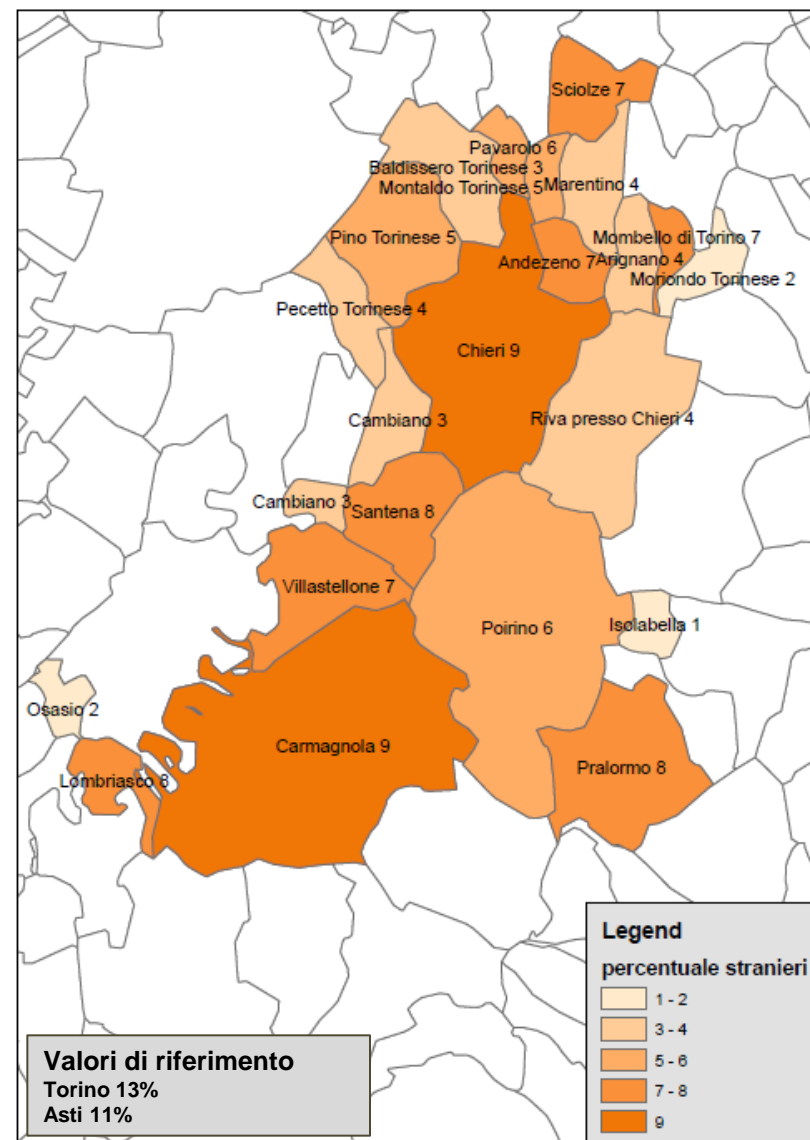 Sciolze 7
Pavarolo 6
Baldissero Torinese 3
Montaldo Torinese 5
Marentino 4
Pino Torinese 5
Mombello di Torino 7
Andezeno 7
Arignano 4
Moriondo Torinese 2
Pecetto Torinese 4
Chieri 9
Cambiano 3
Riva presso Chieri 4
Cambiano 3
Santena 8
Villastellone 7
Poirino 6
Isolabella 1
Osasio 2
Carmagnola 9
Lombriasco 8
Pralormo 8
Legend
percentuale stranieri
1 - 2
3 - 4
5 - 6
7 - 8
9
Valori di riferimento
Torino 13%
Asti 11%